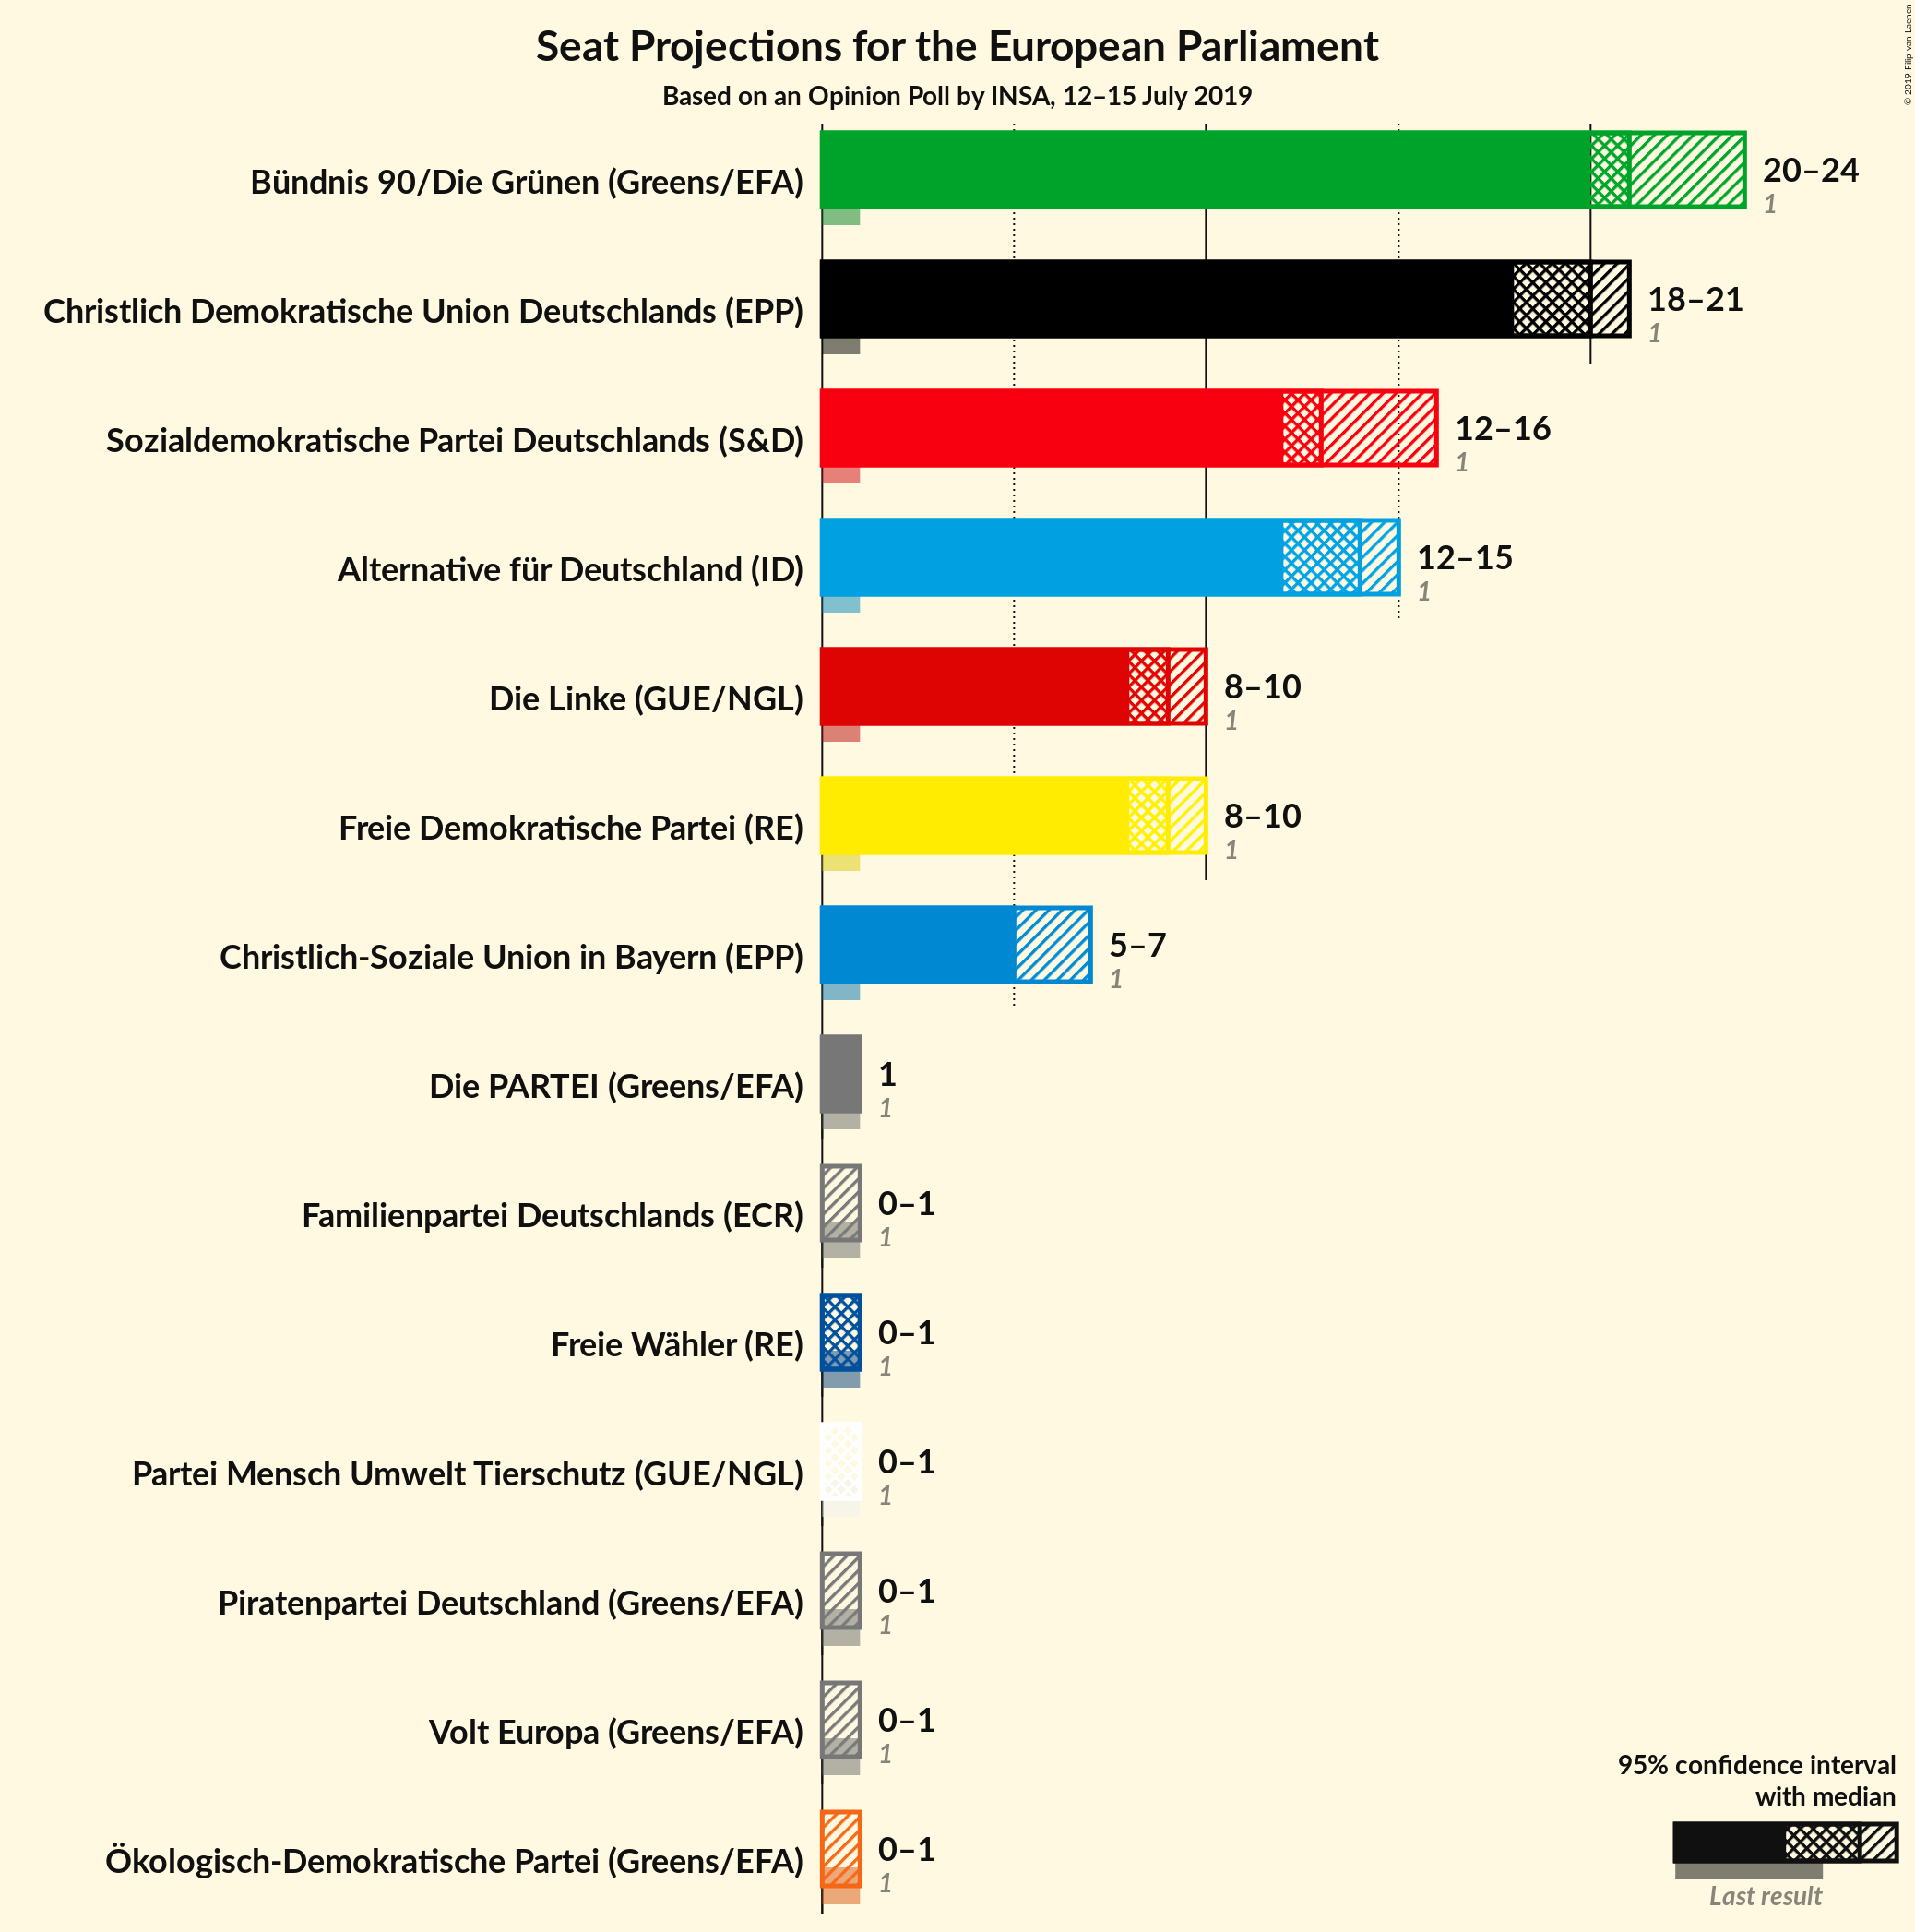 Seat Projections for the European Parliament
Based on an Opinion Poll by INSA, 12–15 July 2019
© 2019 Filip van Laenen
Bündnis 90/Die Grünen (Greens/EFA)
20–24
1
Christlich Demokratische Union Deutschlands (EPP)
18–21
1
Sozialdemokratische Partei Deutschlands (S&D)
12–16
1
Alternative für Deutschland (ID)
12–15
1
Die Linke (GUE/NGL)
8–10
1
Freie Demokratische Partei (RE)
8–10
1
Christlich-Soziale Union in Bayern (EPP)
5–7
1
Die PARTEI (Greens/EFA)
1
1
Familienpartei Deutschlands (ECR)
0–1
1
Freie Wähler (RE)
0–1
1
Partei Mensch Umwelt Tierschutz (GUE/NGL)
0–1
1
Piratenpartei Deutschland (Greens/EFA)
0–1
1
Volt Europa (Greens/EFA)
0–1
1
Ökologisch-Demokratische Partei (Greens/EFA)
0–1
1
95% confidence interval
with median
Last result